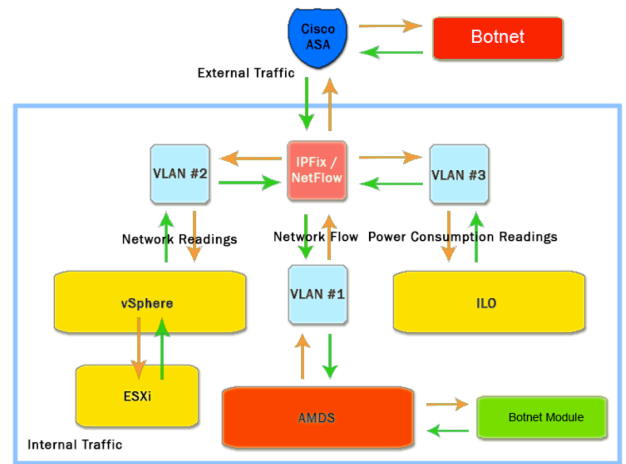 Cisco
ASA
Botnet
External Traffic
VLAN #2
IPFix /
NetFlow
VLAN #3
Network Readings
Network Flow
Power Consumption Readings
vSphere
VLAN #1
ILO
ESXi
AMDS
Botnet Module
Internal Traffic